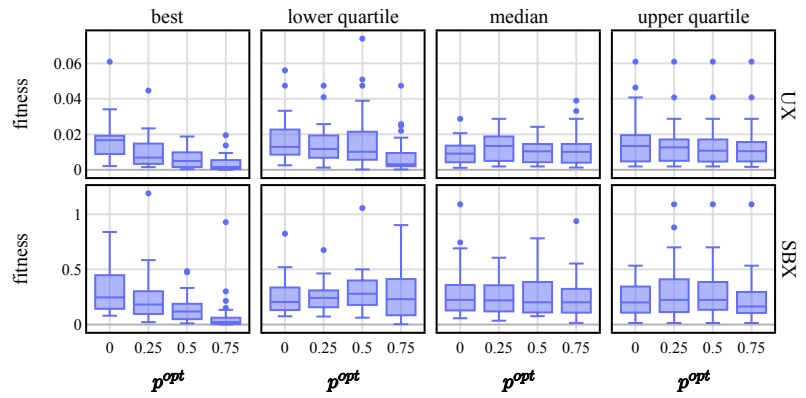 best lower quartile median upper quartile
0.06
0.04
0.02
0
fitness
UX
1
0.5
0
fitness
SBX
0 0.25 0.5 0.75 0 0.25 0.5 0.75 0 0.25 0.5 0.75 0 0.25 0.5 0.75
p^opt p^opt p^opt p^opt